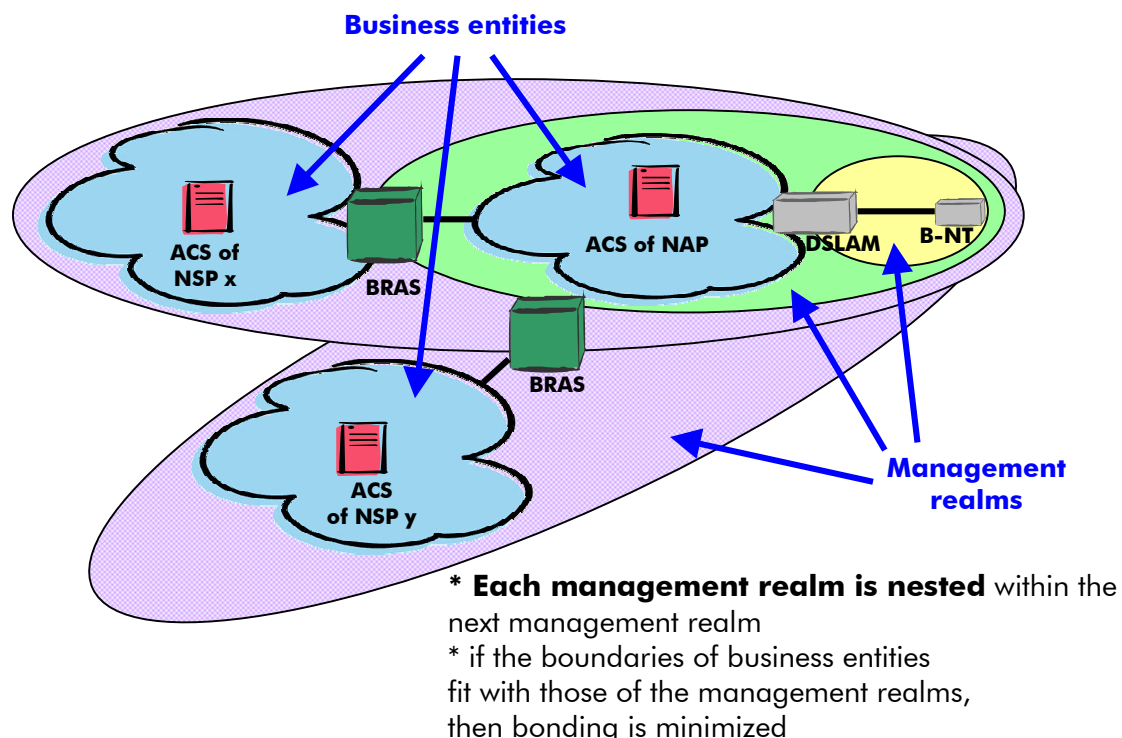 Business entities
ACS of
NSP x
BRAS
ACS of NAP
DSLAM
B-NT
BRAS
ACS
of NSP y
Management
realms
* Each management realm is nested within the
next management realm
* if the boundaries of business entities
fit with those of the management realms,
then bonding is minimized